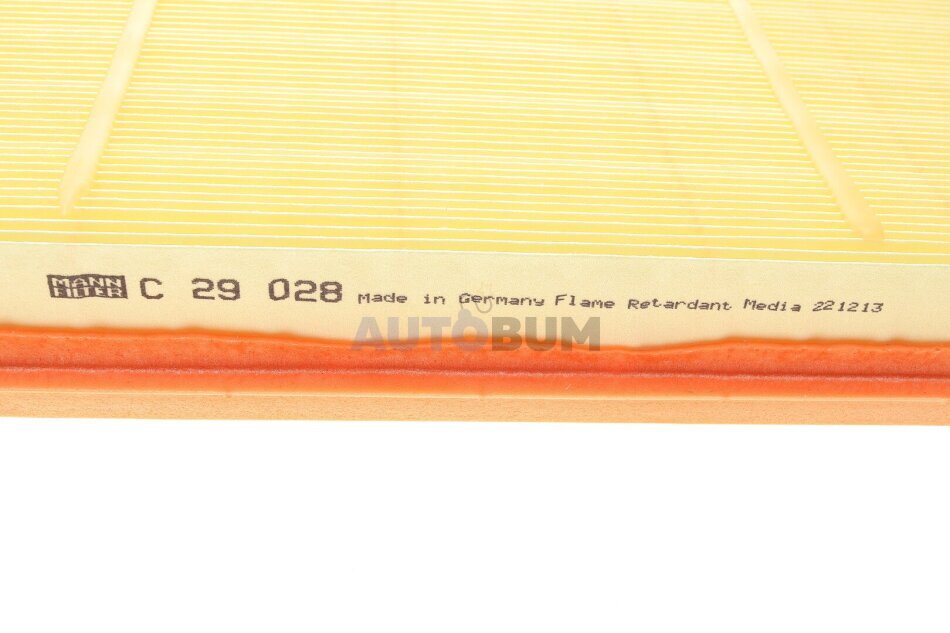 MANN FILTER C 29 028 Made in Germany Flame Retardant Media 221213
AUTOBUM